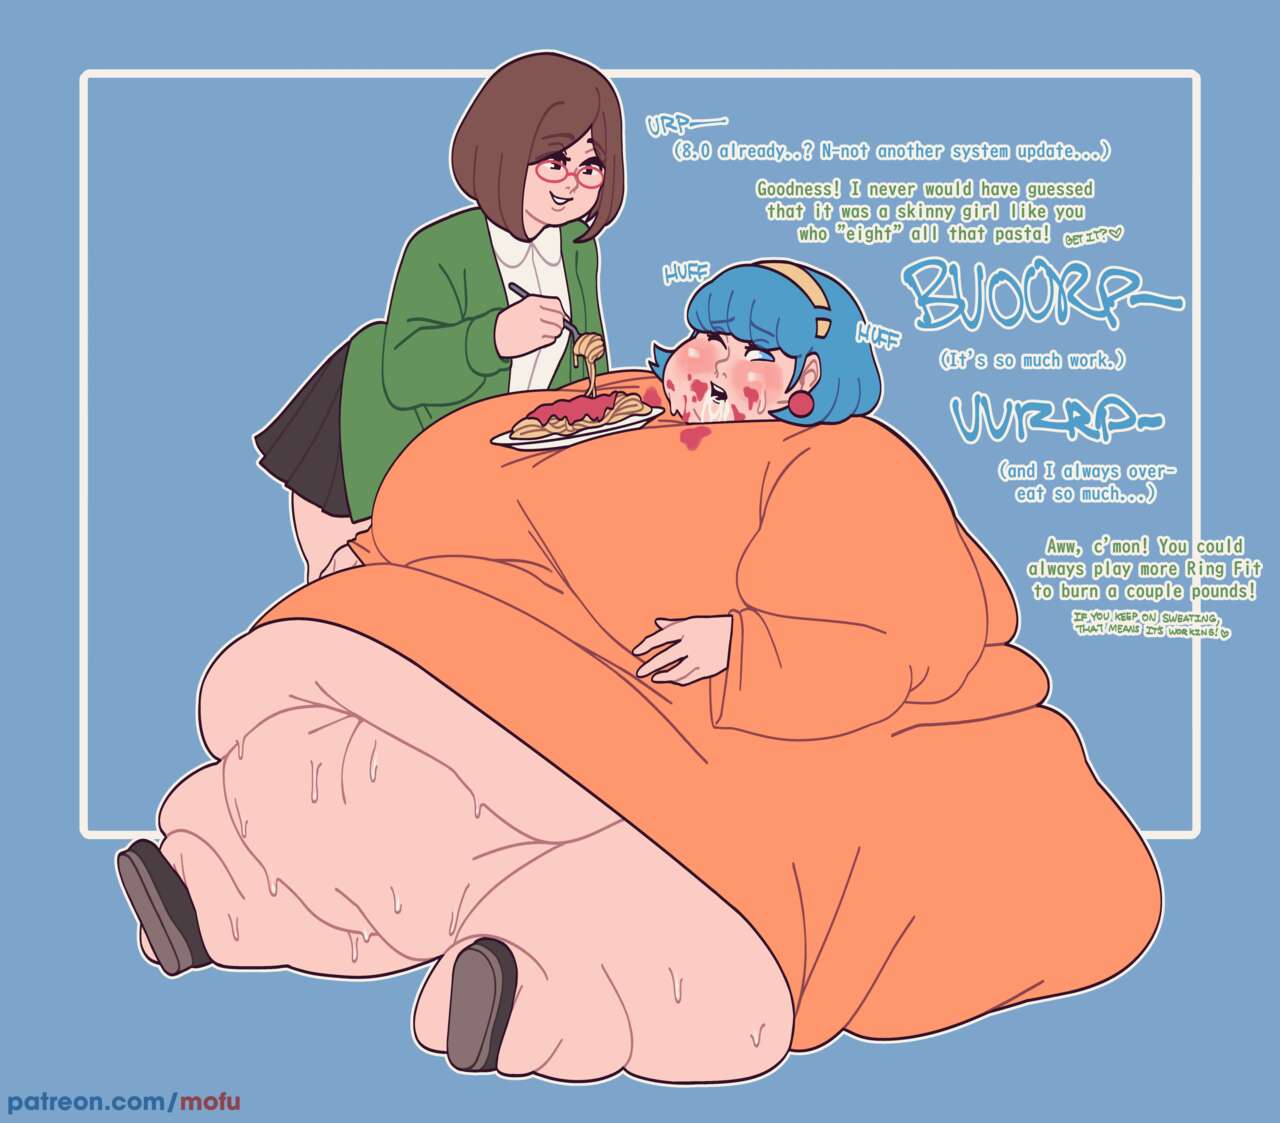 URP—
(8.0 already..? N-not another system update...)
Goodness! I never would have guessed
that it was a skinny girl like you
who "eight" all that pasta! GET IT?♡
HUFF
BUOORP~
HUFF
(It's so much work.)
UURRRP~
(and I always over-
eat so much...)
Aww, c'mon! You could
always play more Ring Fit
to burn a couple pounds!
IF YOU KEEP ON SWEATING,
THAT MEANS IT'S WORKING!♡
patreon.com/mofu